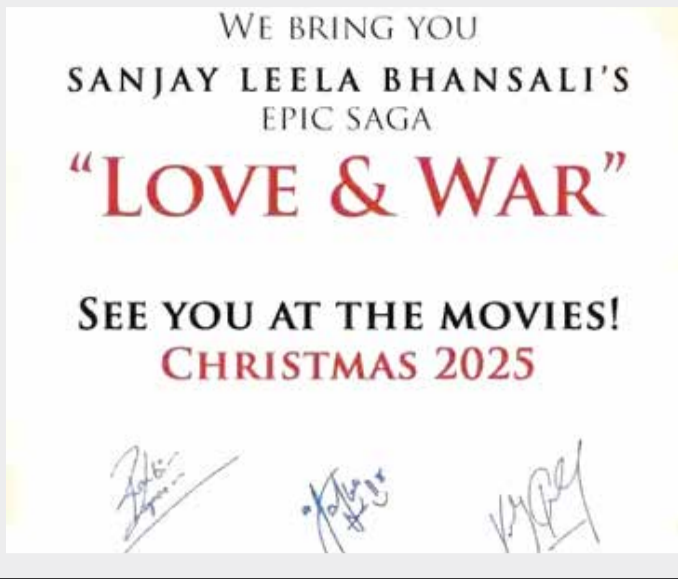 WE BRING YOU
SANJAY LEELA BHANSALI'S
EPIC SAGA
"LOVE & WAR"
SEE YOU AT THE MOVIES!
CHRISTMAS 2025